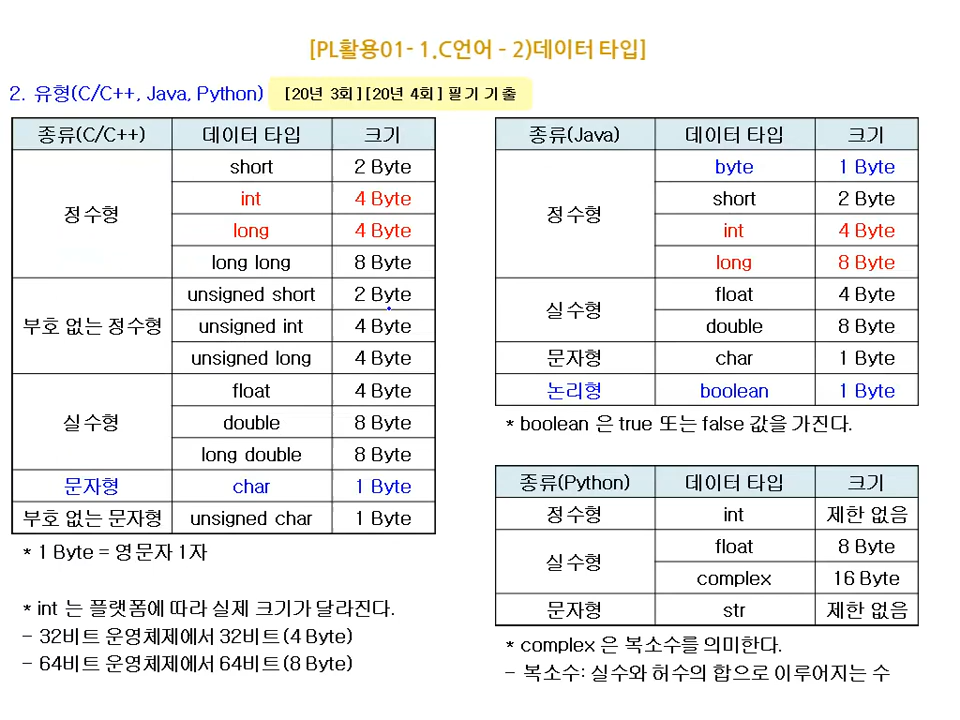 [PL활용01- 1.C언어 - 2)데이터 타입]
2. 유형(C/C++, Java, Python)
[20년 3회][20년 4회] 필기 기출
종류(C/C++) 데이터 타입 크기
정수형
short 2 Byte
int 4 Byte
long 4 Byte
long long 8 Byte
부호 없는 정수형
unsigned short 2 Byte
unsigned int 4 Byte
unsigned long 4 Byte
실수형
float 4 Byte
double 8 Byte
long double 8 Byte
문자형 char 1 Byte
부호 없는 문자형 unsigned char 1 Byte
* 1 Byte = 영문자 1자
* int 는 플랫폼에 따라 실제 크기가 달라진다.
- 32비트 운영체제에서 32비트(4 Byte)
- 64비트 운영체제에서 64비트(8 Byte)
종류(Java) 데이터 타입 크기
정수형
byte 1 Byte
short 2 Byte
int 4 Byte
long 8 Byte
실수형
float 4 Byte
double 8 Byte
문자형 char 1 Byte
논리형 boolean 1 Byte
* boolean 은 true 또는 false 값을 가진다.
종류(Python) 데이터 타입 크기
정수형 int 제한 없음
실수형
float 8 Byte
complex 16 Byte
문자형 str 제한 없음
* complex 은 복소수를 의미한다.
- 복소수: 실수와 허수의 합으로 이루어지는 수